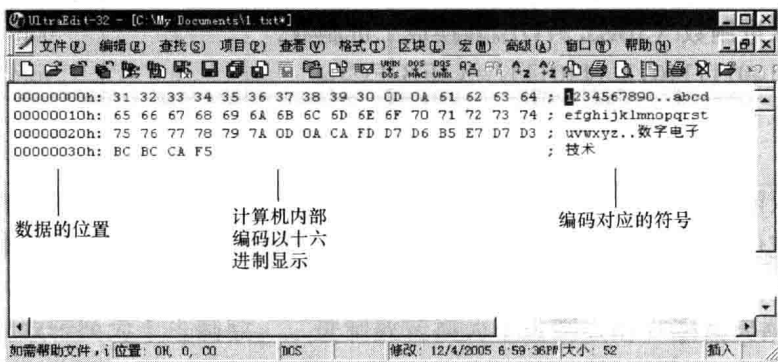 UltraEdit-32 - [C:\My Documents\1.txt*]
文件(F) 编辑(E) 查找(S) 项目(P) 查看(V) 格式(T) 区块(L) 宏(M) 高级(A) 窗口(W) 帮助(H)
00000000h: 31 32 33 34 35 36 37 38 39 30 0D 0A 61 62 63 64 ; 1234567890..abcd
00000010h: 65 66 67 68 69 6A 6B 6C 6D 6E 6F 70 71 72 73 74 ; efghijklmnopqrst
00000020h: 75 76 77 78 79 7A 0D 0A CA FD D7 D6 B5 E7 D7 D3 ; uvwxyz..数字电子
00000030h: BC BC CA F5 ; 技术
数据的位置
计算机内部
编码以十六
进制显示
编码对应的符号
如需帮助文件，i 位置: 0H, 0, C0 DOS 修改: 12/4/2005 6:59:36PM 大小: 52 插入